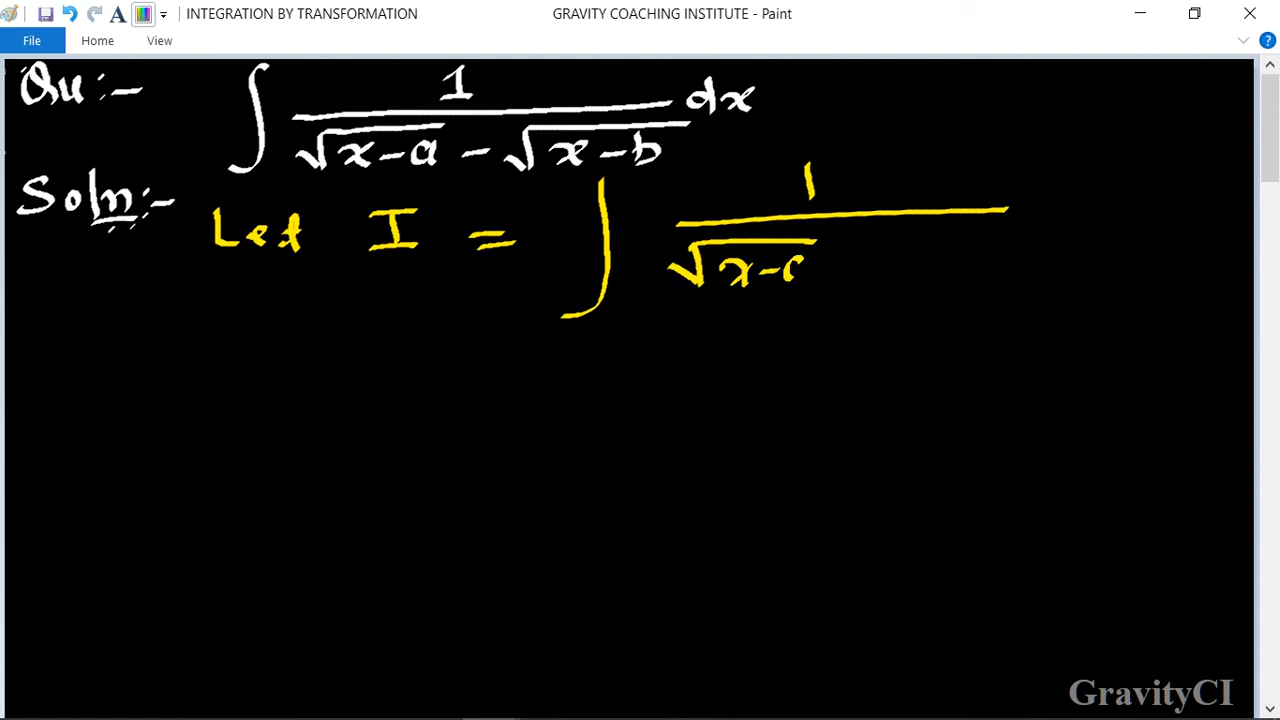 INTEGRATION BY TRANSFORMATION GRAVITY COACHING INSTITUTE - Paint
File Home View
Qu :- ∫ 1/(√(x-a) - √(x-b)) dx
Soln :- Let I = ∫ 1/√(x-c
GravityCI